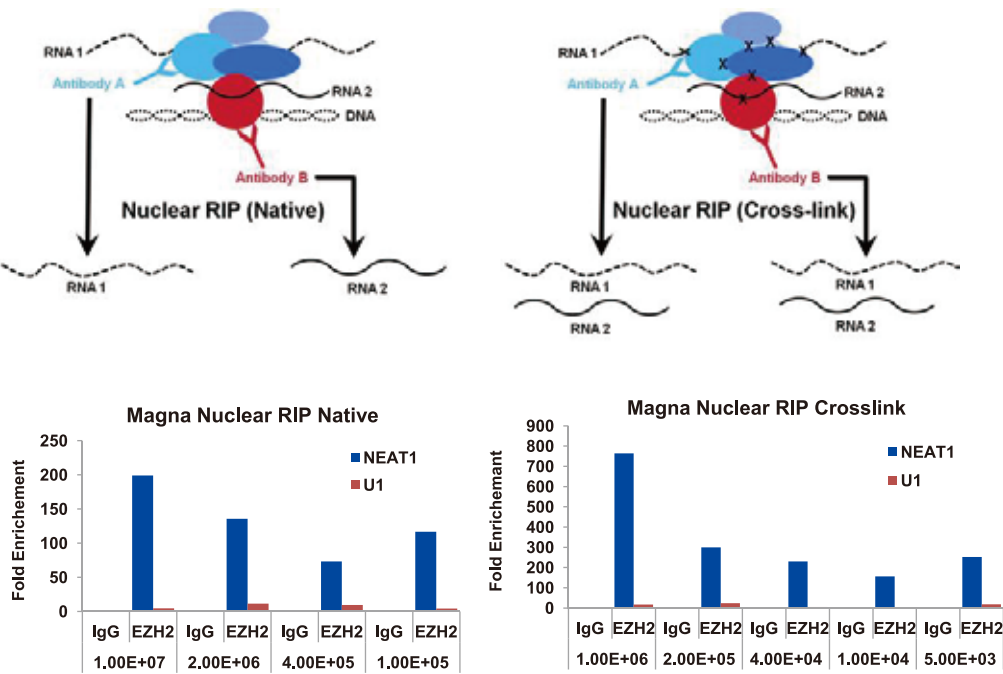 RNA 1
Antibody A
RNA 2
DNA
Antibody B
Nuclear RIP (Native)
RNA 1
RNA 2
RNA 1
Antibody A
RNA 2
DNA
Antibody B
Nuclear RIP (Cross-link)
RNA 1
RNA 2
RNA 1
RNA 2
X X X X X X X
Magna Nuclear RIP Native
Fold Enrichement
250
200
150
100
50
0
NEAT1
U1
IgG EZH2 IgG EZH2 IgG EZH2 IgG EZH2
1.00E+07 2.00E+06 4.00E+05 1.00E+05
Magna Nuclear RIP Crosslink
Fold Enrichemant
900
800
700
600
500
400
300
200
100
0
NEAT1
U1
IgG EZH2 IgG EZH2 IgG EZH2 IgG EZH2 IgG EZH2
1.00E+06 2.00E+05 4.00E+04 1.00E+04 5.00E+03